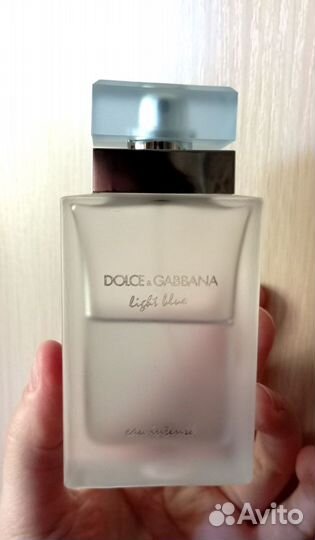 DOLCE & GABBANA
light blue
eau intense
Avito